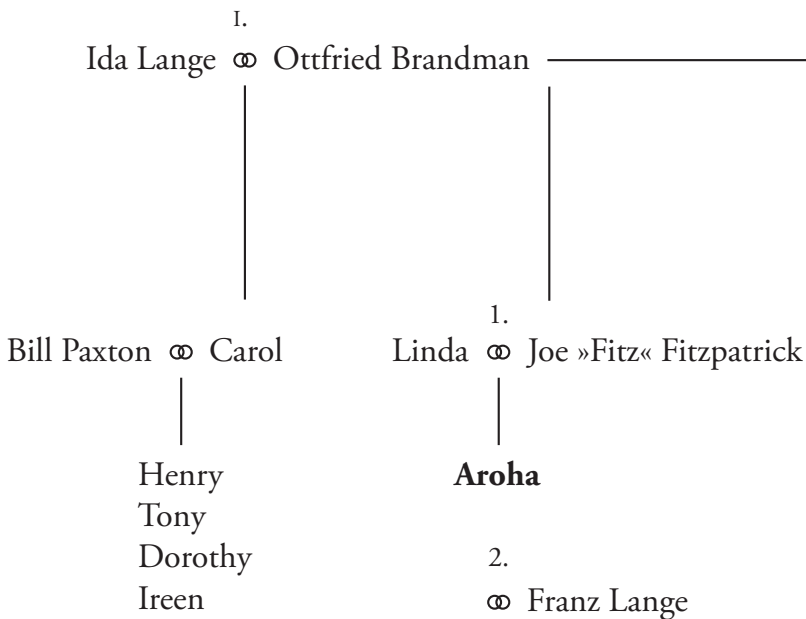 1.
Ida Lange ⚭ Ottfried Brandman
1.
Bill Paxton ⚭ Carol
Linda ⚭ Joe »Fitz« Fitzpatrick
Henry
Tony
Dorothy
Ireen
Aroha
2.
⚭ Franz Lange